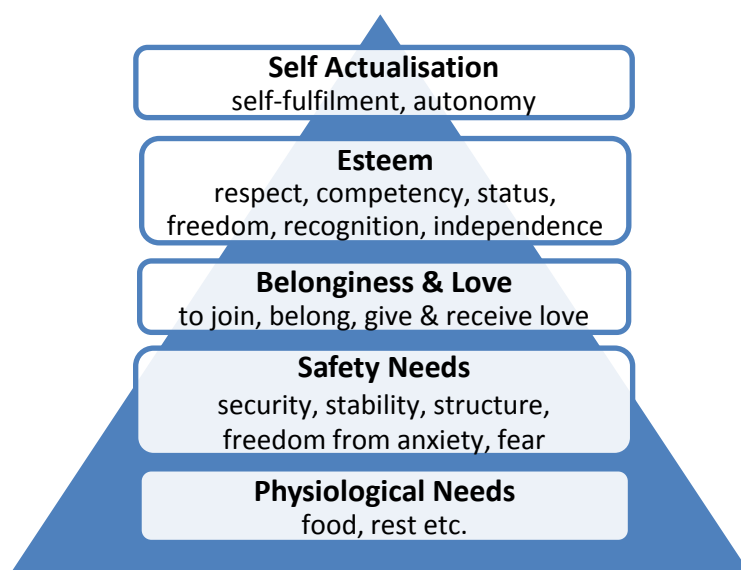 Self Actualisation
self-fulfilment, autonomy
Esteem
respect, competency, status,
freedom, recognition, independence
Belonginess & Love
to join, belong, give & receive love
Safety Needs
security, stability, structure,
freedom from anxiety, fear
Physiological Needs
food, rest etc.